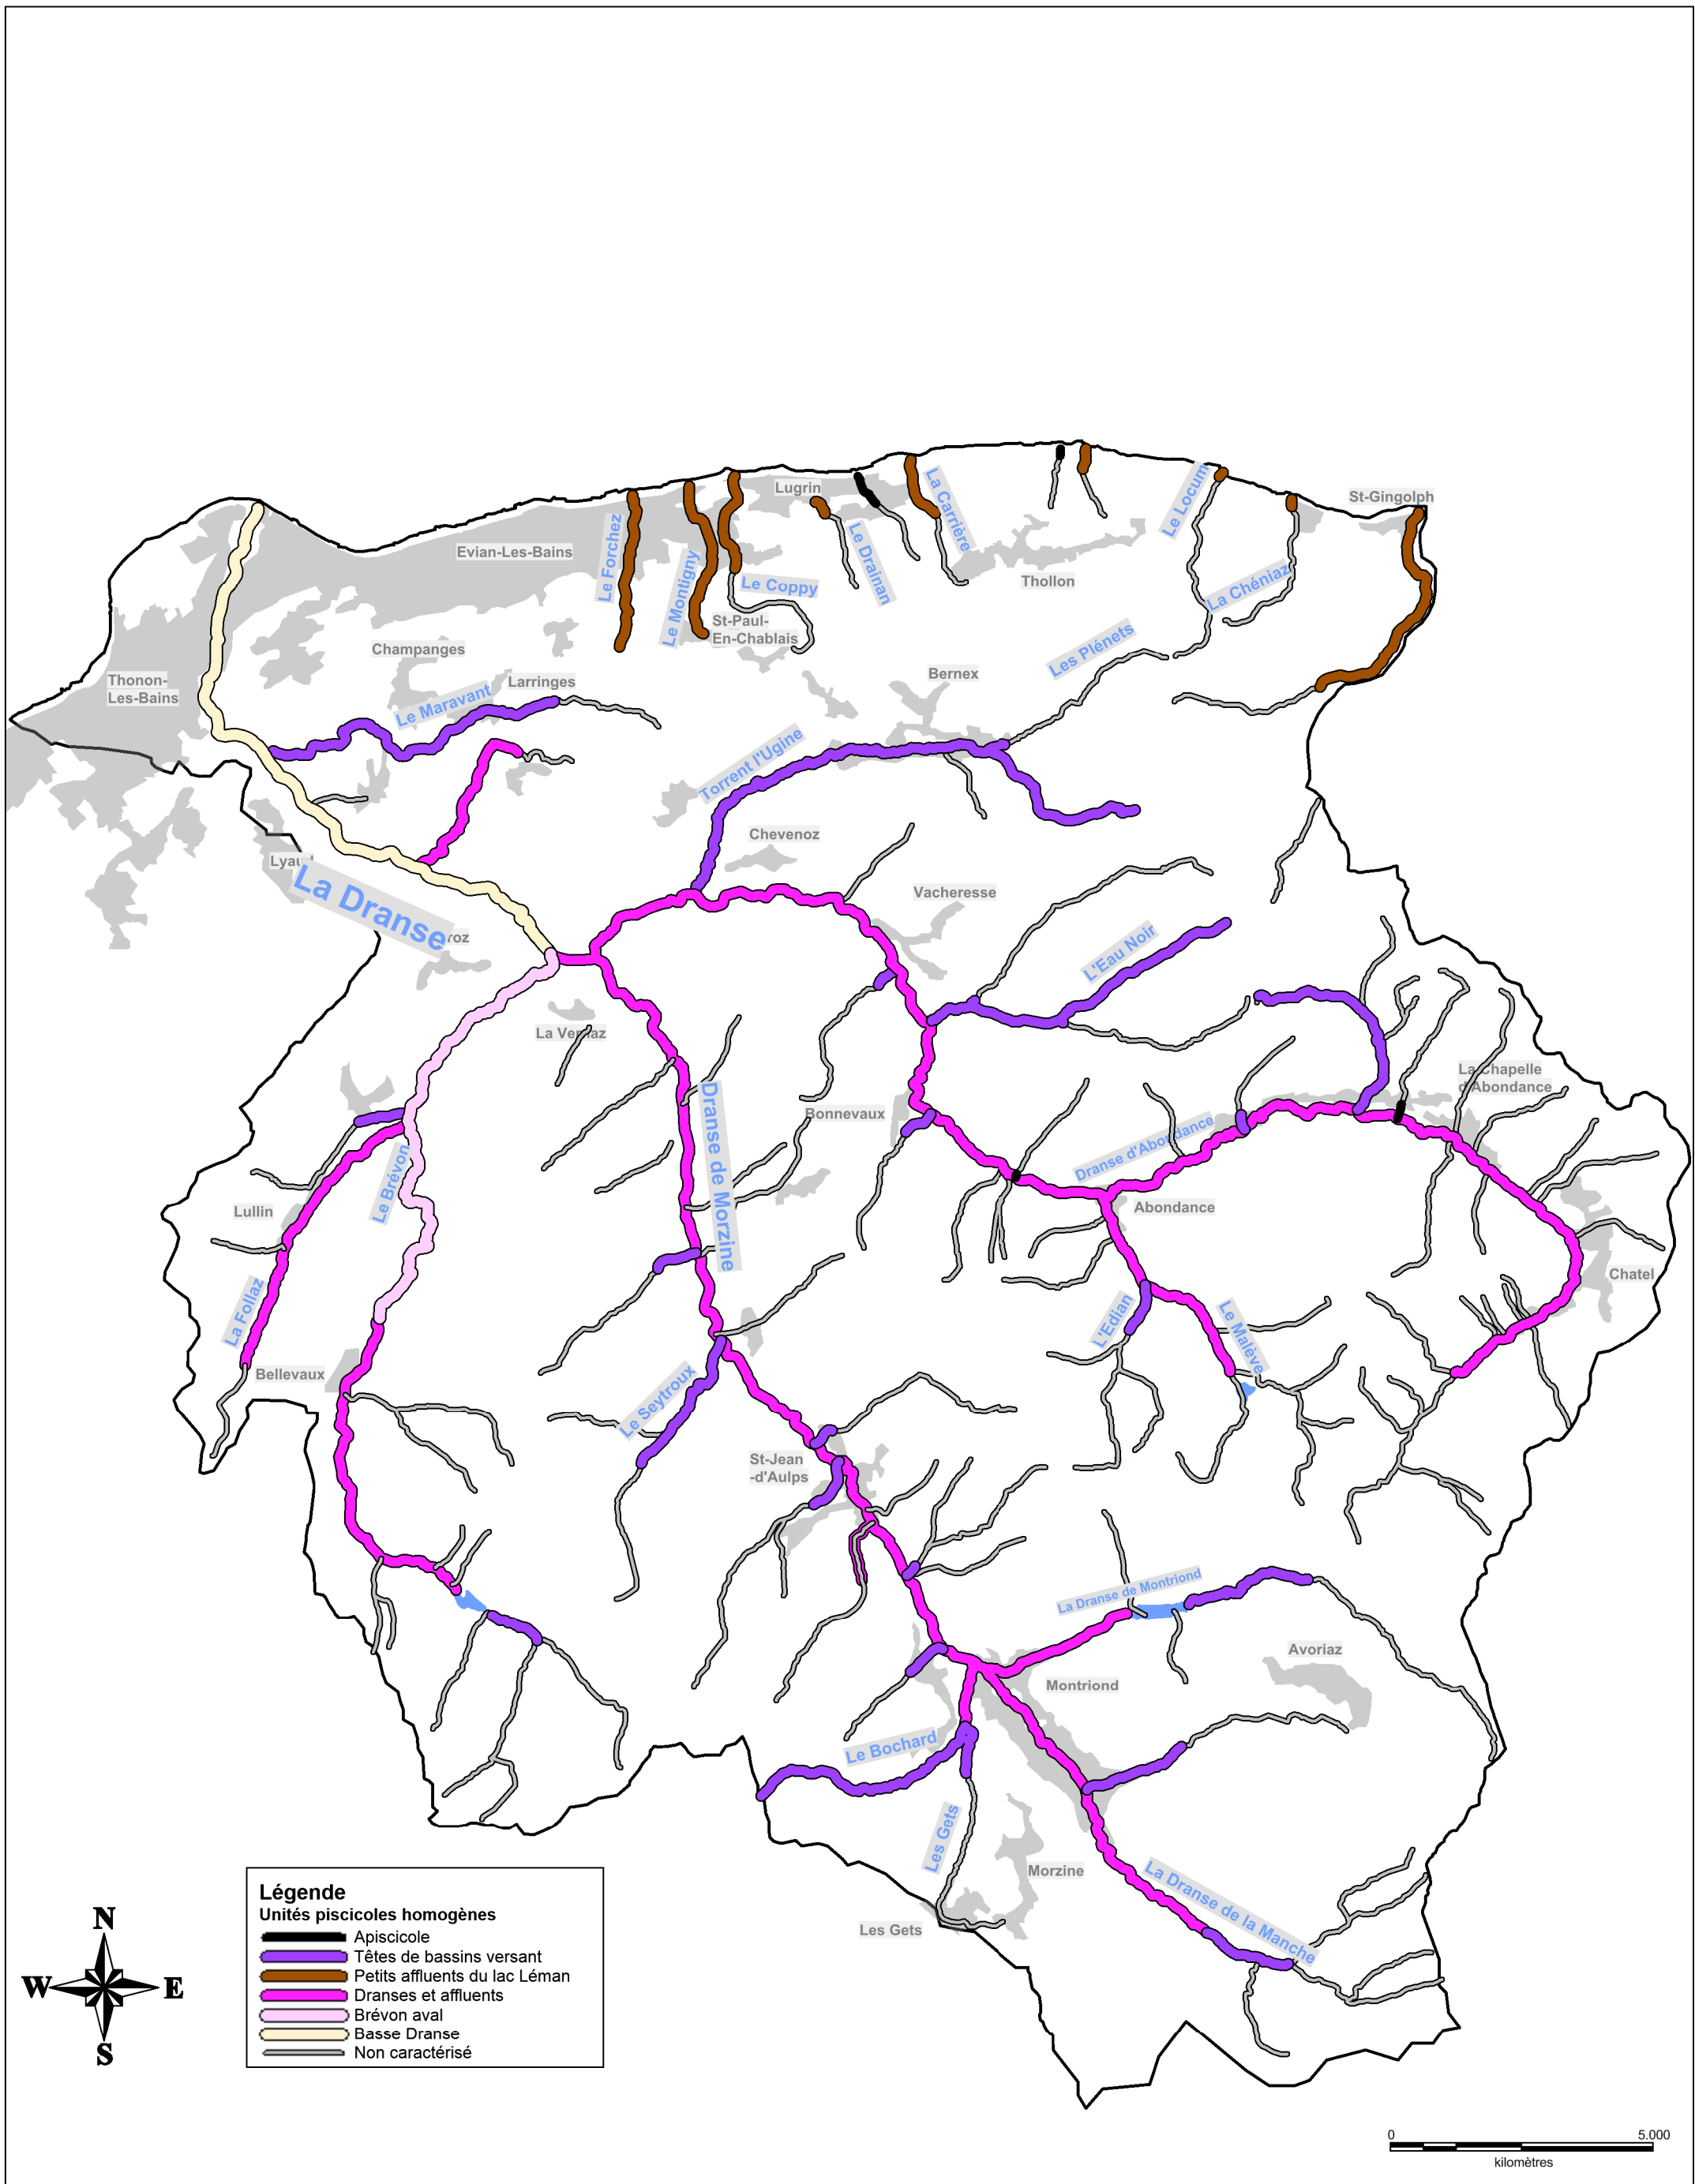 Lugrin
St-Gingolph
La Carrière
Le Locum
Evian-Les-Bains
Le Forchez
Le Montigny
Le Coppy
Le Drainan
Thollon
La Chéniaz
St-Paul-
En-Chablais
Champanges
Les Plénets
Thonon-
Les-Bains
Larringes
Bernex
Le Maravant
Torrent l'Ugine
Chevenoz
Lyaud
La Dranse
roz
Vacheresse
L'Eau Noir
La Vernaz
La Chapelle
d'Abondance
Bonnevaux
Dranse de Morzine
Dranse d'Abondance
Le Brévon
Lullin
Abondance
Chatel
La Follaz
L'Edian
Le Malève
Bellevaux
Le Seytroux
St-Jean
-d'Aulps
La Dranse de Montriond
Avoriaz
Montriond
Le Bochard
Les Gets
Morzine
La Dranse de la Manche
Les Gets
Légende
Unités piscicoles homogènes
Apiscicole
Têtes de bassins versant
Petits affluents du lac Léman
Dranses et affluents
Brévon aval
Basse Dranse
Non caractérisé
N
W E
S
0 5.000
kilomètres